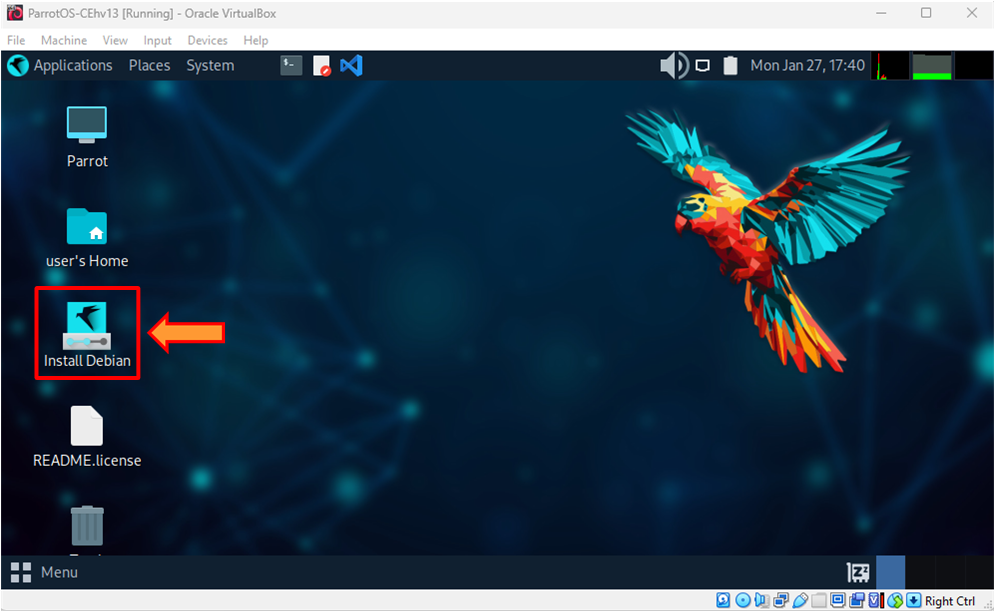 ParrotOS-CEhv13 [Running] - Oracle VirtualBox
File Machine View Input Devices Help
Applications Places System Mon Jan 27, 17:40
Parrot
user's Home
Install Debian
README.license
Menu
Right Ctrl